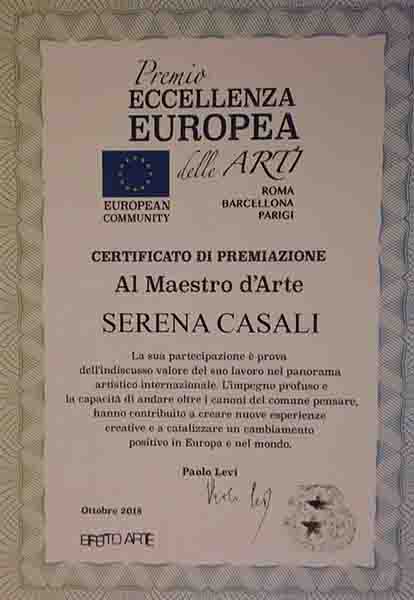 Premio
ECCELLENZA
EUROPEA
delle ARTI
EUROPEAN
COMMUNITY
ROMA
BARCELLONA
PARIGI
CERTIFICATO DI PREMIAZIONE
Al Maestro d'Arte
SERENA CASALI
La sua partecipazione è prova
dell'indiscusso valore del suo lavoro nel panorama
artistico internazionale. L'impegno profuso e
la capacità di andare oltre i canoni del comune pensare,
hanno contribuito a creare nuove esperienze
creative e a catalizzare un cambiamento
positivo in Europa e nel mondo.
Paolo Levi
Paolo Levi
Ottobre 2018
EFFETTO ARTE